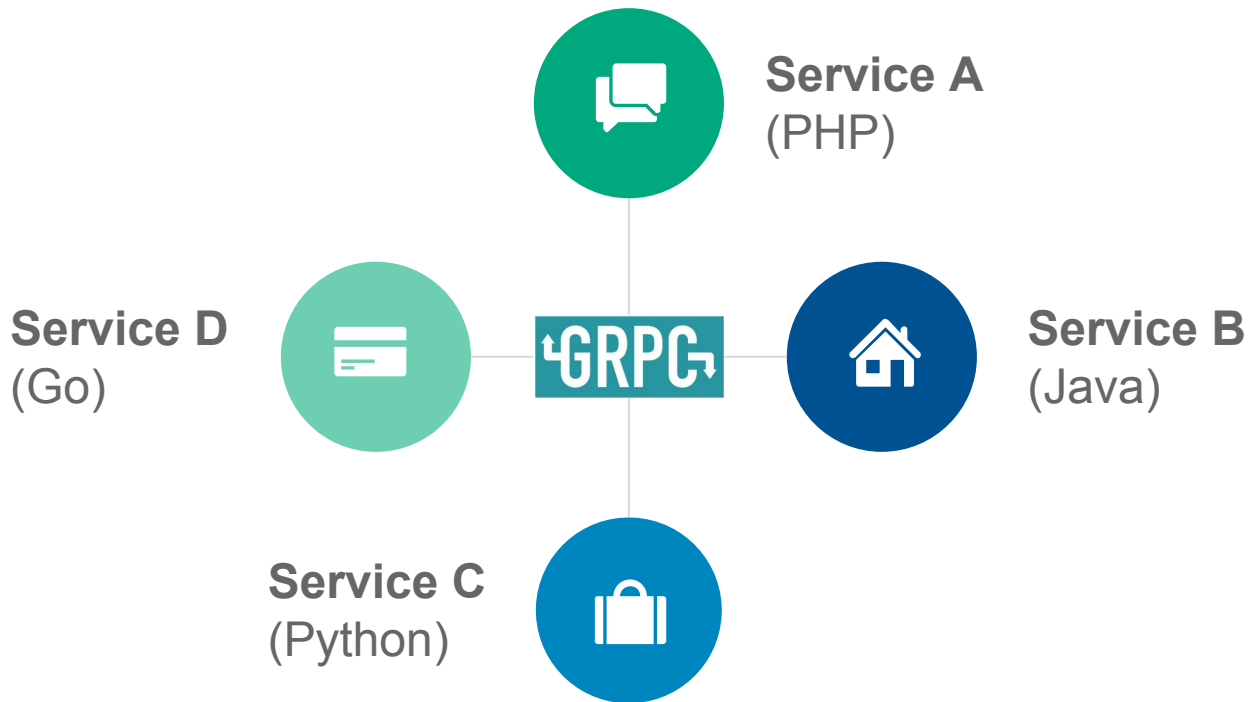 Service A
(PHP)
Service D
(Go)
GRPC
Service B
(Java)
Service C
(Python)